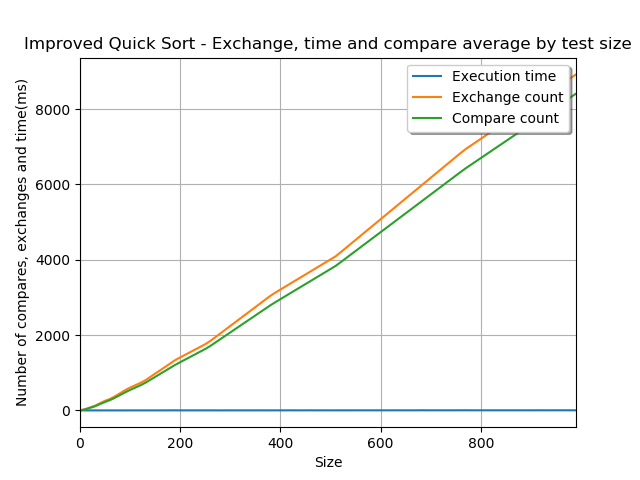 Improved Quick Sort - Exchange, time and compare average by test size
Number of compares, exchanges and time(ms)
8000
6000
4000
2000
0
Execution time
Exchange count
Compare count
0 200 400 600 800
Size